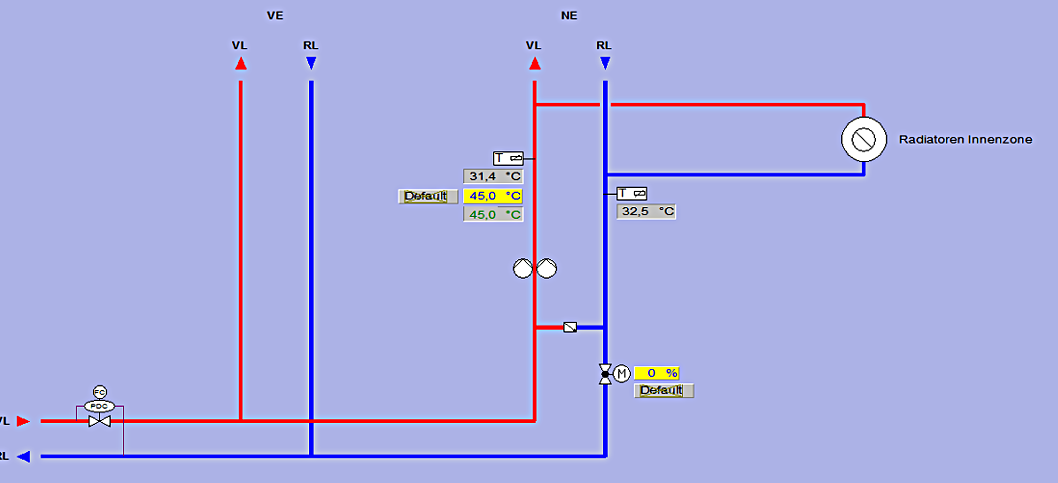 VE NE
VL RL VL RL
Radiatoren Innenzone
T
31,4 °C
Default 45,0 °C
45,0 °C
T
32,5 °C
M 0 %
Default
FC
PDC
VL
RL